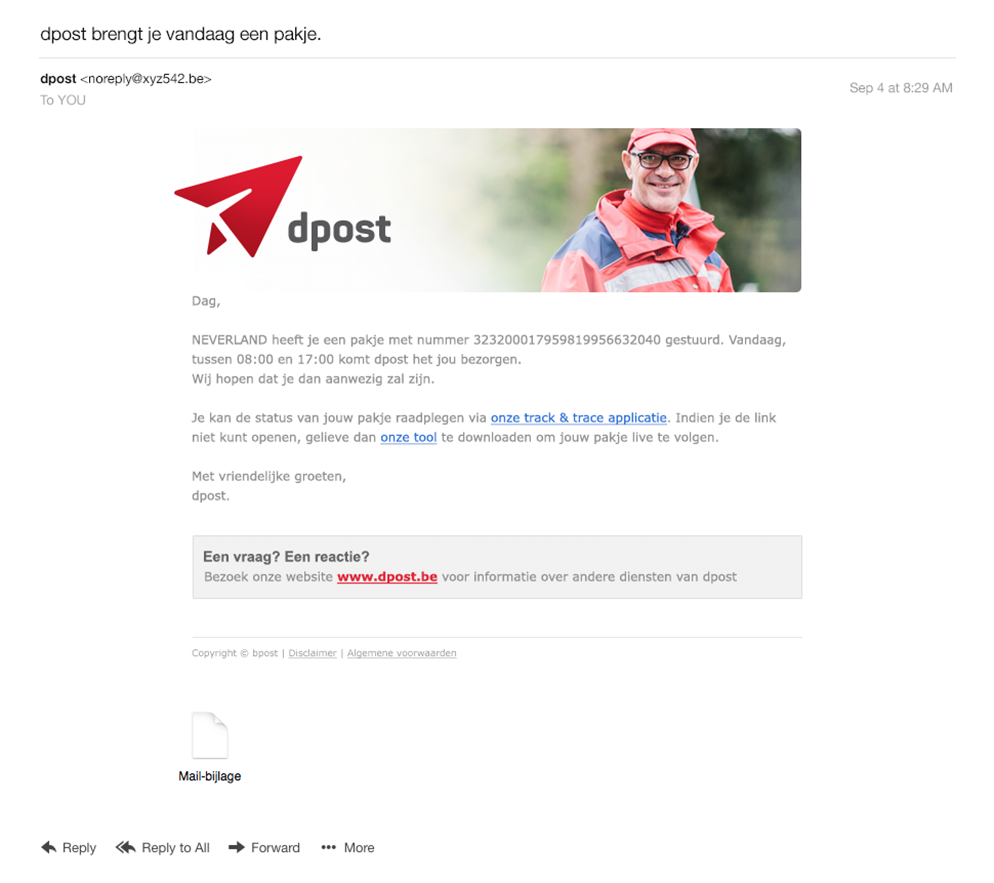 dpost brengt je vandaag een pakje.
dpost <noreply@xyz542.be>
To YOU
Sep 4 at 8:29 AM
dpost
Dag,
NEVERLAND heeft je een pakje met nummer 323200017959819956632040 gestuurd. Vandaag,
tussen 08:00 en 17:00 komt dpost het jou bezorgen.
Wij hopen dat je dan aanwezig zal zijn.
Je kan de status van jouw pakje raadplegen via onze track & trace applicatie. Indien je de link
niet kunt openen, gelieve dan onze tool te downloaden om jouw pakje live te volgen.
Met vriendelijke groeten,
dpost.
Een vraag? Een reactie?
Bezoek onze website www.dpost.be voor informatie over andere diensten van dpost
Copyright © bpost | Disclaimer | Algemene voorwaarden
Mail-bijlage
Reply Reply to All Forward More